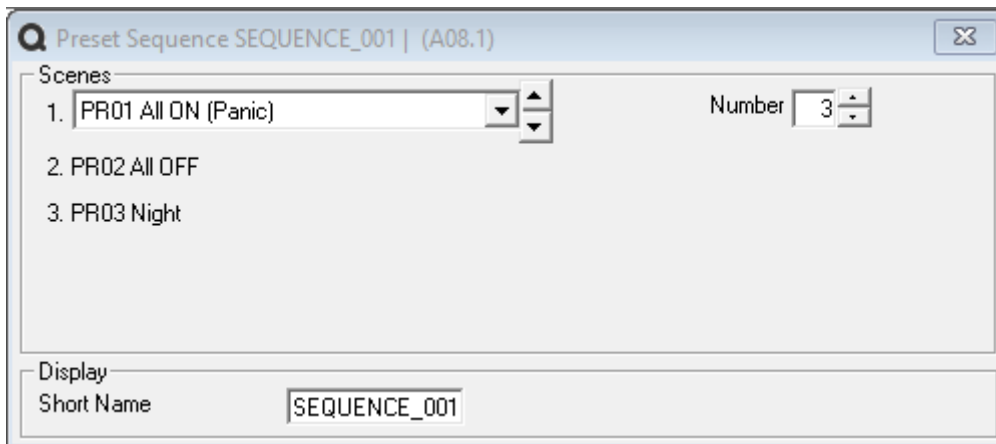 Preset Sequence SEQUENCE_001 | (A08.1)
Scenes
1. PR01 All ON (Panic) Number 3
2. PR02 All OFF
3. PR03 Night
Display
Short Name SEQUENCE_001